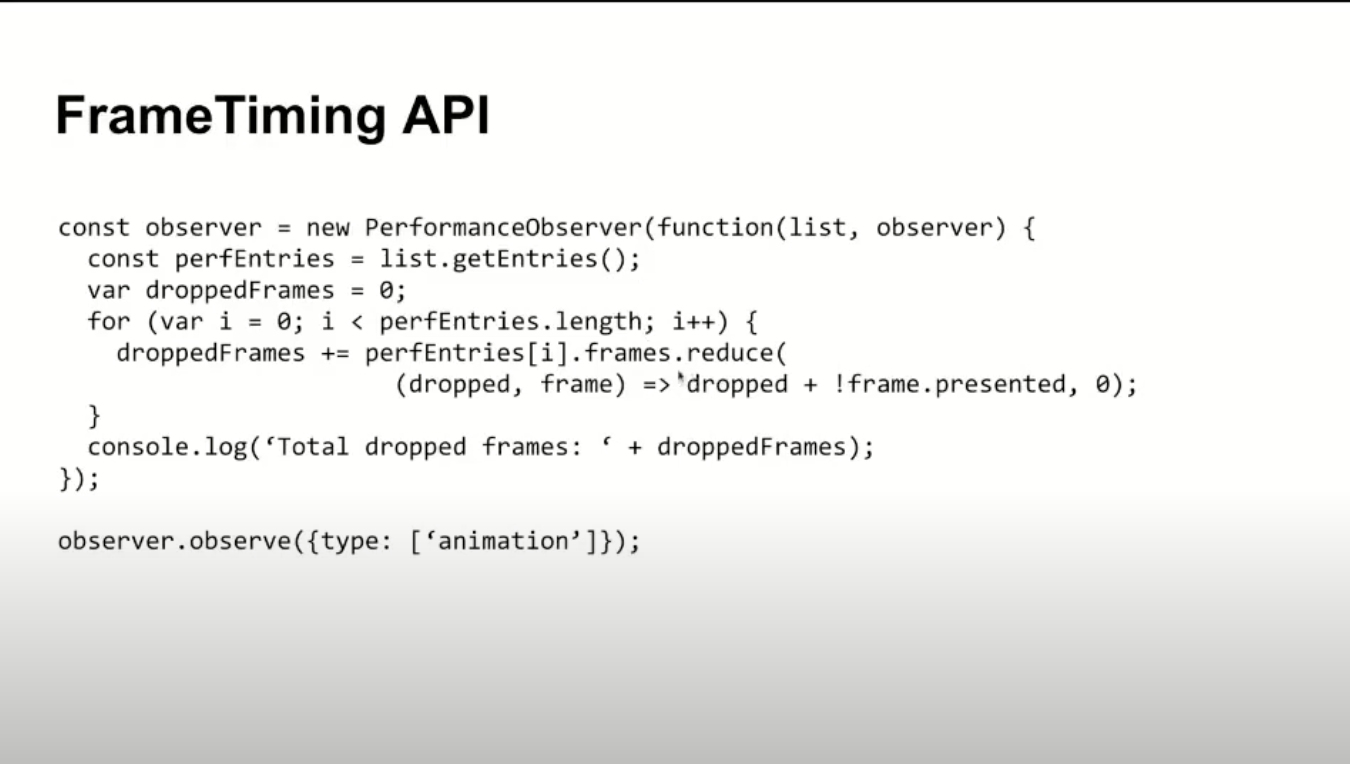 FrameTiming API
const observer = new PerformanceObserver(function(list, observer) {
  const perfEntries = list.getEntries();
  var droppedFrames = 0;
  for (var i = 0; i < perfEntries.length; i++) {
    droppedFrames += perfEntries[i].frames.reduce(
                       (dropped, frame) => dropped + !frame.presented, 0);
  }
  console.log(‘Total dropped frames: ‘ + droppedFrames);
});
observer.observe({type: [‘animation’]});